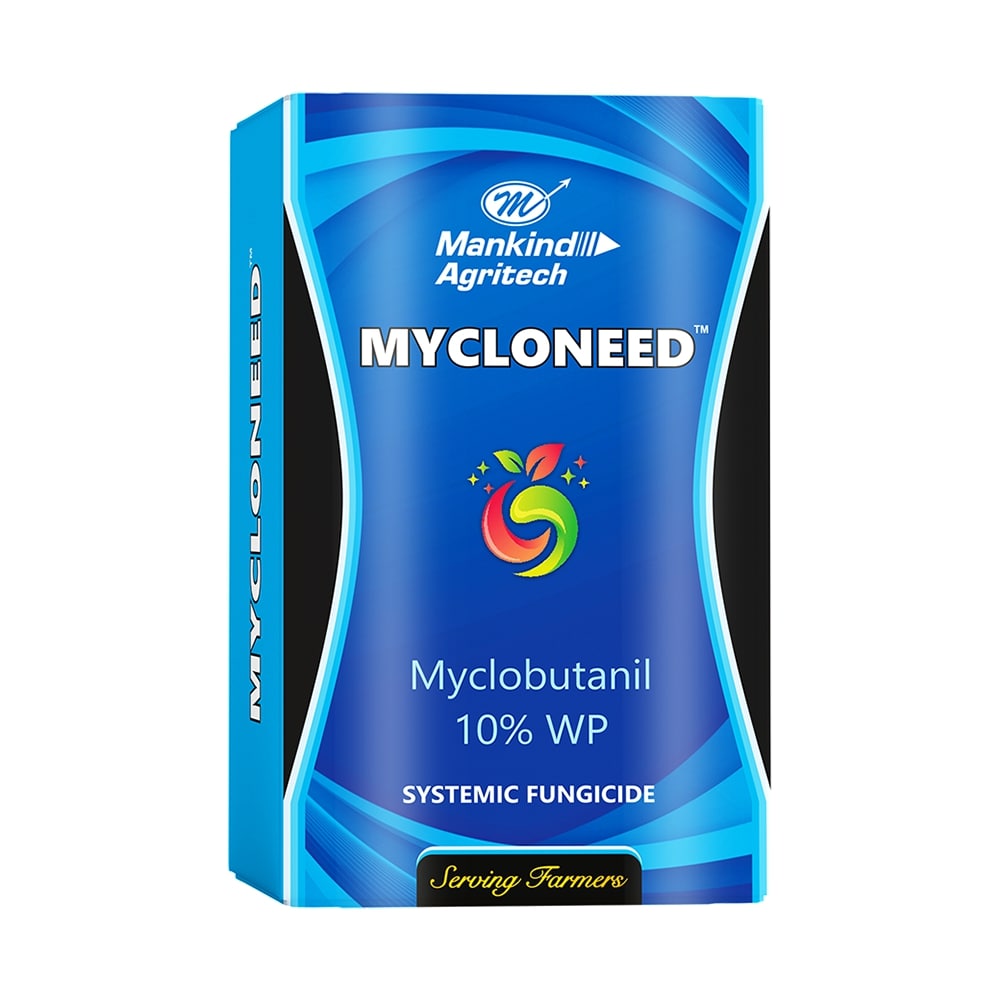 m
Mankind
Agritech
MYCLONEED™
Myclobutanil
10% WP
SYSTEMIC FUNGICIDE
Serving Farmers
MYCLONEED™